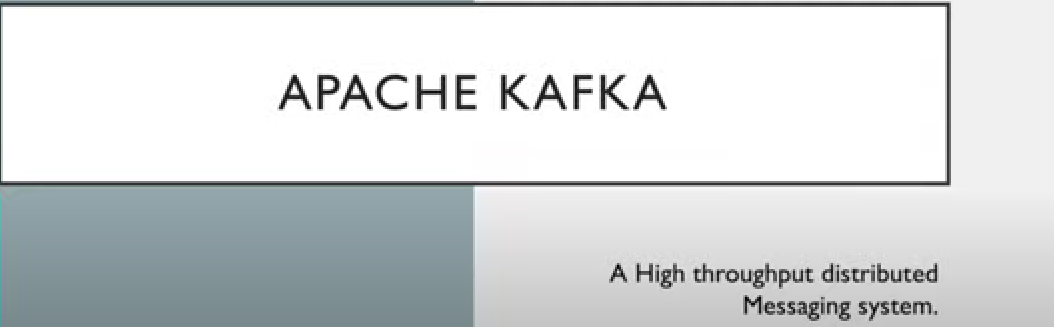 APACHE KAFKA
A High throughput distributed
Messaging system.